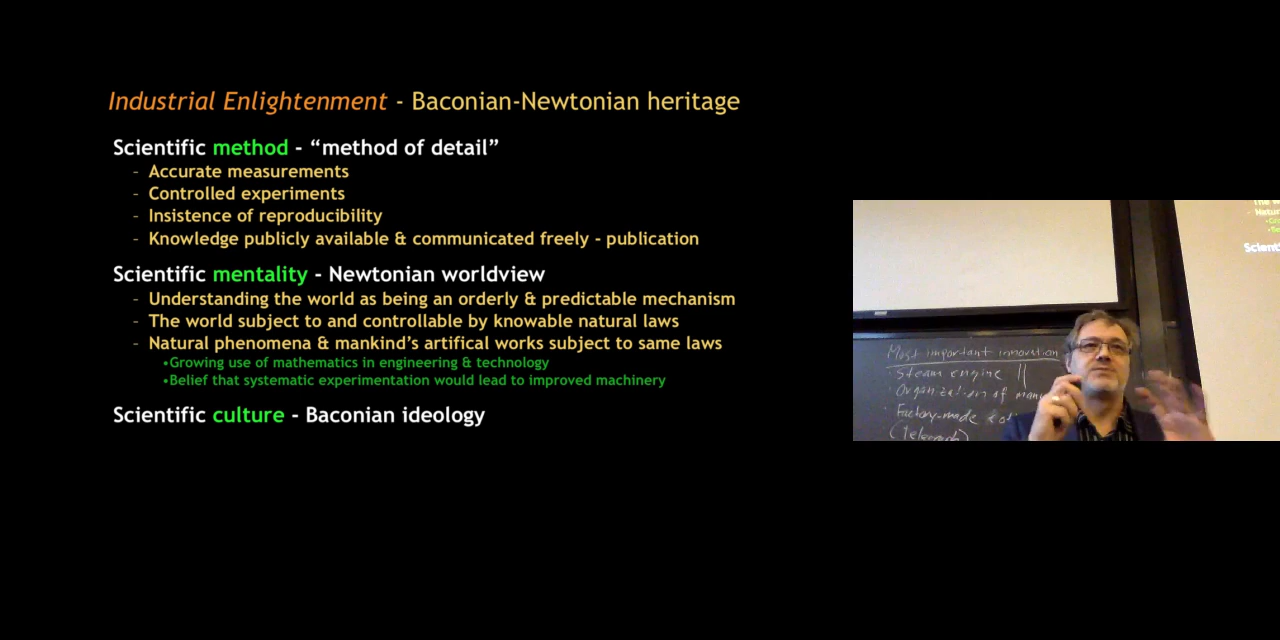 Industrial Enlightenment - Baconian-Newtonian heritage
Scientific method - “method of detail”
- Accurate measurements
- Controlled experiments
- Insistence of reproducibility
- Knowledge publicly available & communicated freely - publication
Scientific mentality - Newtonian worldview
- Understanding the world as being an orderly & predictable mechanism
- The world subject to and controllable by knowable natural laws
- Natural phenomena & mankind’s artifical works subject to same laws
•Growing use of mathematics in engineering & technology
•Belief that systematic experimentation would lead to improved machinery
Scientific culture - Baconian ideology
Most important innovation
Steam engine ||
Organization of
Factory-made
(Telegraph)